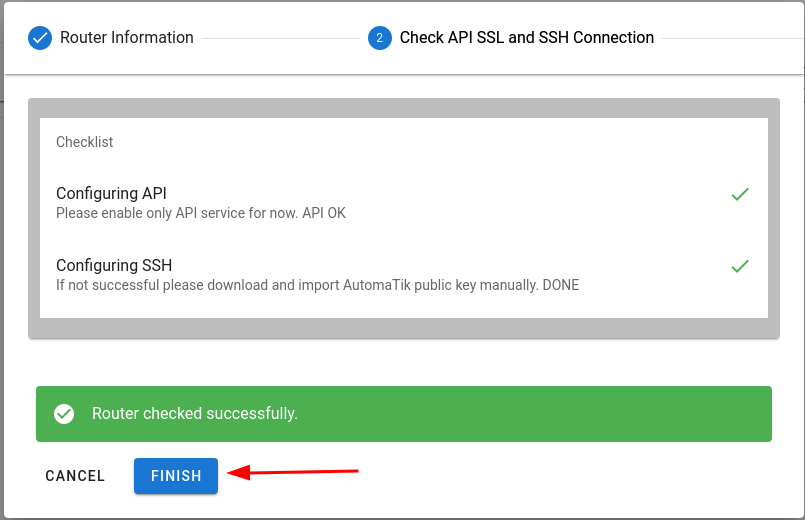 Router Information
2 Check API SSL and SSH Connection
Checklist
Configuring API
Please enable only API service for now. API OK
Configuring SSH
If not successful please download and import AutomaTik public key manually. DONE
Router checked successfully.
CANCEL
FINISH